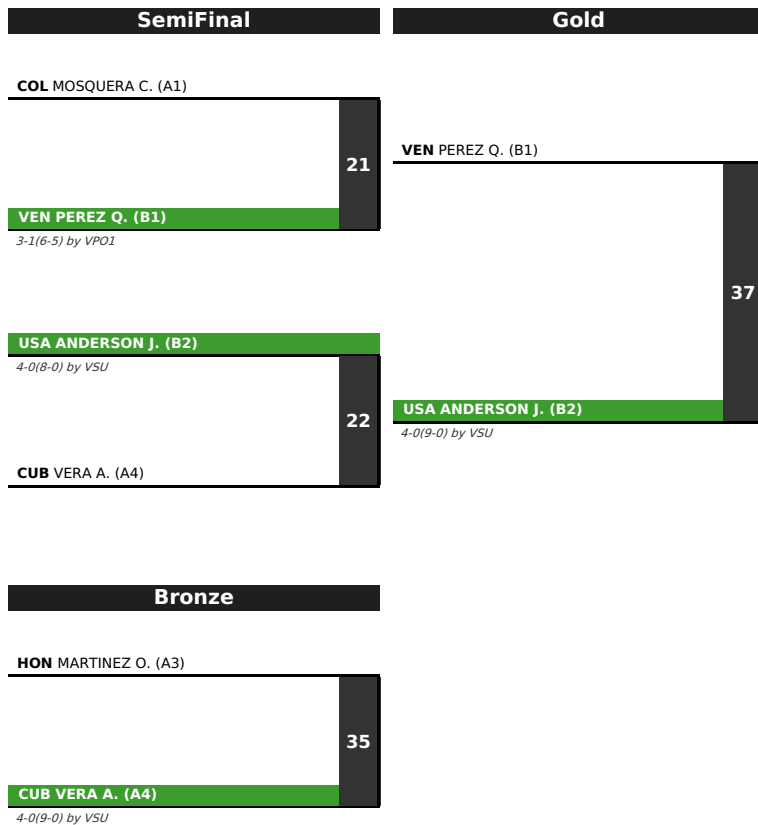 SemiFinal
COL MOSQUERA C. (A1)
21
VEN PEREZ Q. (B1)
3-1(6-5) by VPO1
USA ANDERSON J. (B2)
4-0(8-0) by VSU
22
CUB VERA A. (A4)
Gold
VEN PEREZ Q. (B1)
37
USA ANDERSON J. (B2)
4-0(9-0) by VSU
Bronze
HON MARTINEZ O. (A3)
35
CUB VERA A. (A4)
4-0(9-0) by VSU